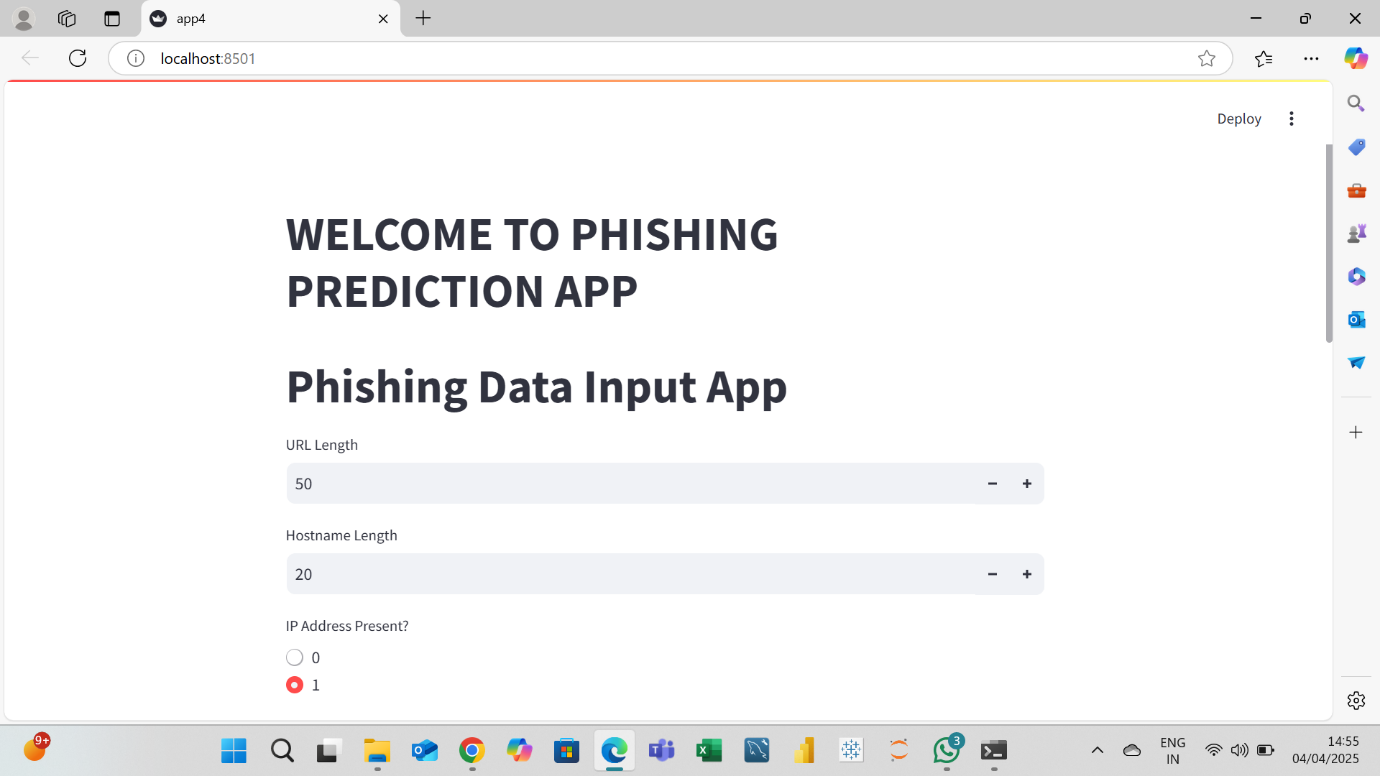 app4
localhost:8501
Deploy
WELCOME TO PHISHING
PREDICTION APP
Phishing Data Input App
URL Length
50
Hostname Length
20
IP Address Present?
0
1
9+
3
ENG
IN
14:55
04/04/2025